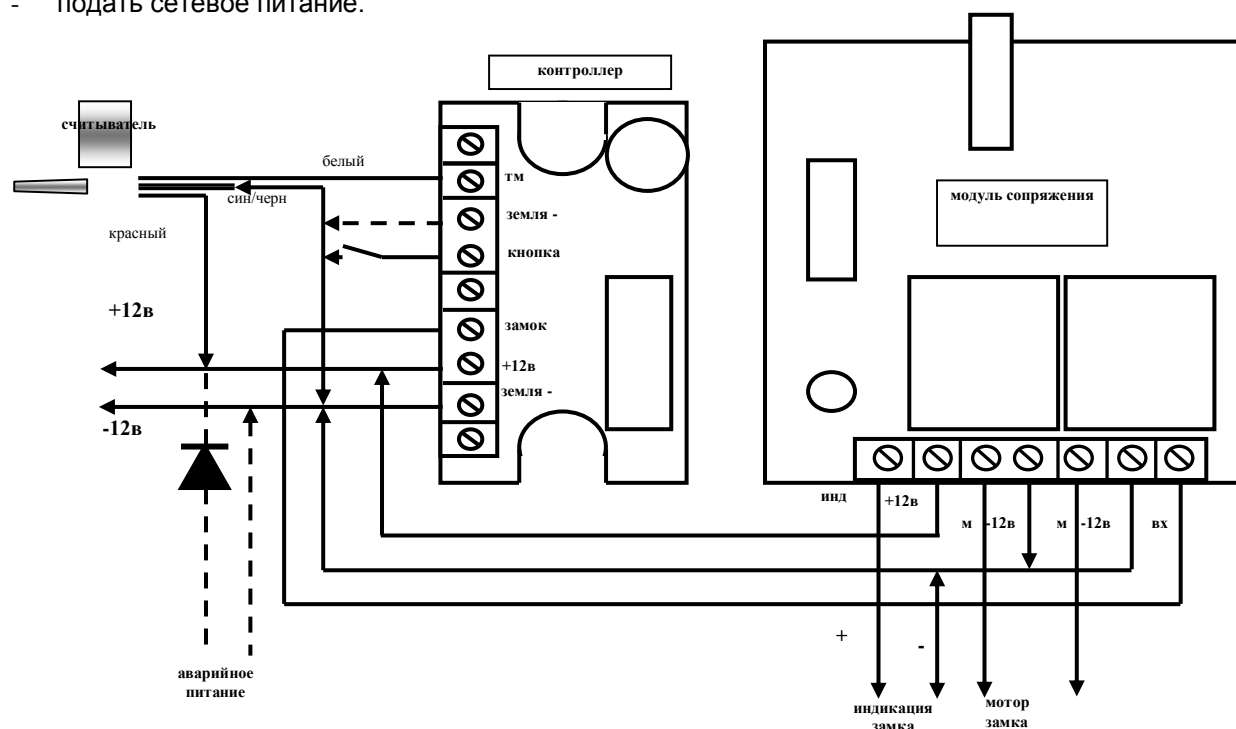 - подать сетевое питание.
контроллер
считыватель
белый
тм
син/черн
земля -
красный
кнопка
модуль сопряжения
+12в
замок
+12в
земля -
-12в
инд
+12в
м
-12в
м
-12в
вх
+
-
аварийное
питание
индикация
замка
мотор
замка